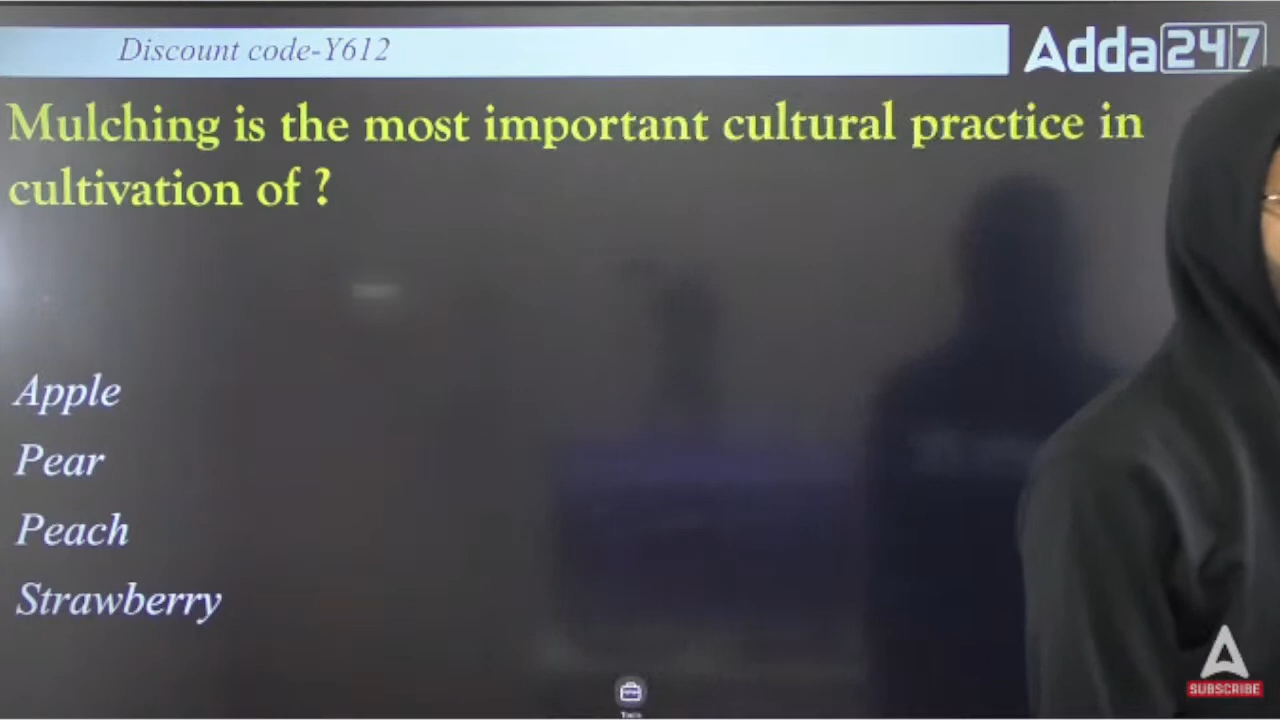 Discount code-Y612
Adda247
Mulching is the most important cultural practice in
cultivation of ?
Apple
Pear
Peach
Strawberry
SUBSCRIBE